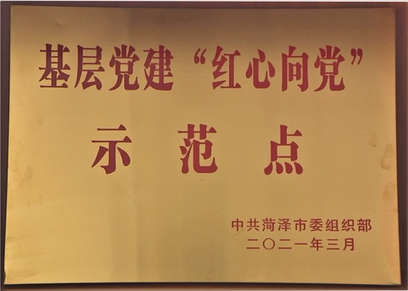 基层党建“红心向党”
示范点
中共菏泽市委组织部
二〇二一年三月